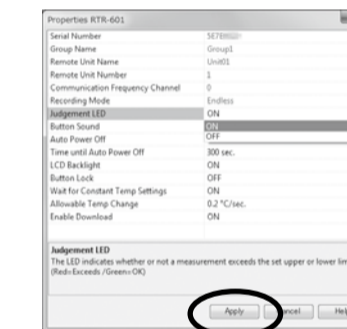 Properties RTR-601
Serial Number
Group Name Group1
Remote Unit Name Unit01
Remote Unit Number 1
Communication Frequency Channel 0
Recording Mode Endless
Judgement LED ON
Button Sound ON
Auto Power Off OFF
Time until Auto Power Off 300 sec.
LCD Backlight ON
Button Lock OFF
Wait for Constant Temp Settings ON
Allowable Temp Change 0.2 °C/sec.
Enable Download ON
Judgement LED
The LED indicates whether or not a measurement exceeds the set upper or lower
(Red=Exceeds /Green=OK)
Apply Cancel Help